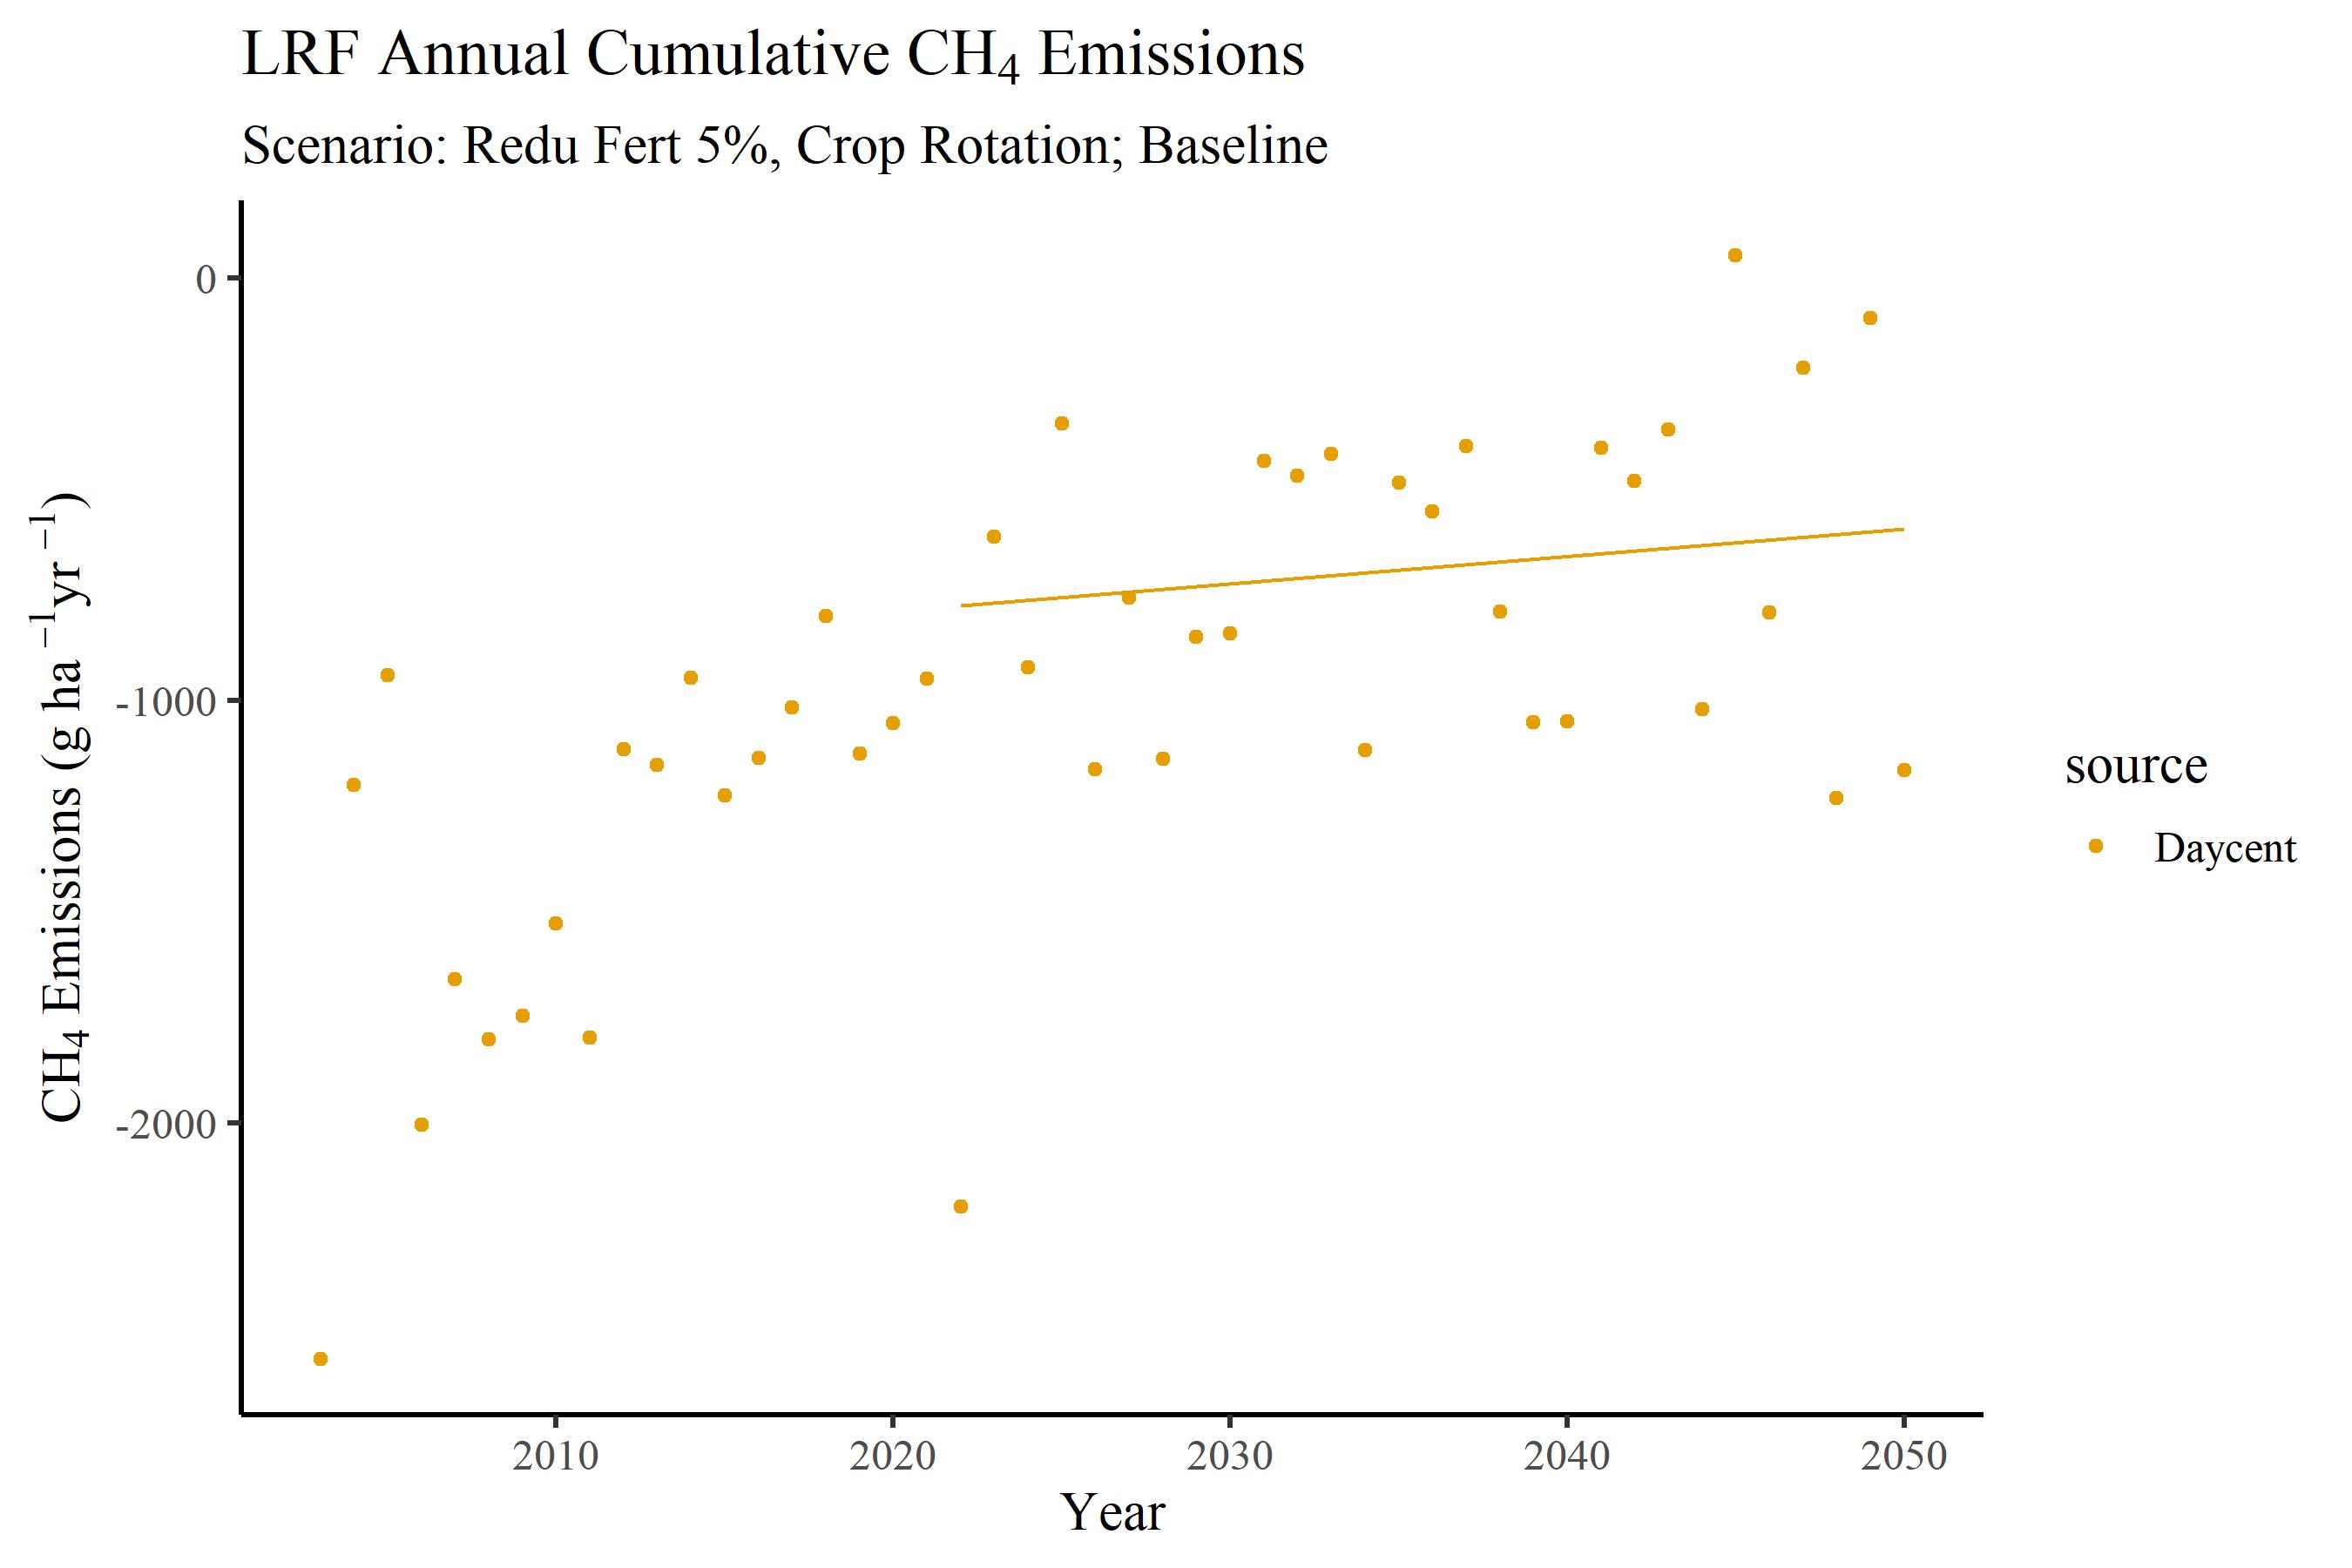 LRF Annual Cumulative CH₄ Emissions
Scenario: Redu Fert 5%, Crop Rotation; Baseline
CH₄ Emissions (g ha ⁻¹yr ⁻¹)
0
-1000
-2000
2010
2020
2030
2040
2050
Year
source
Daycent